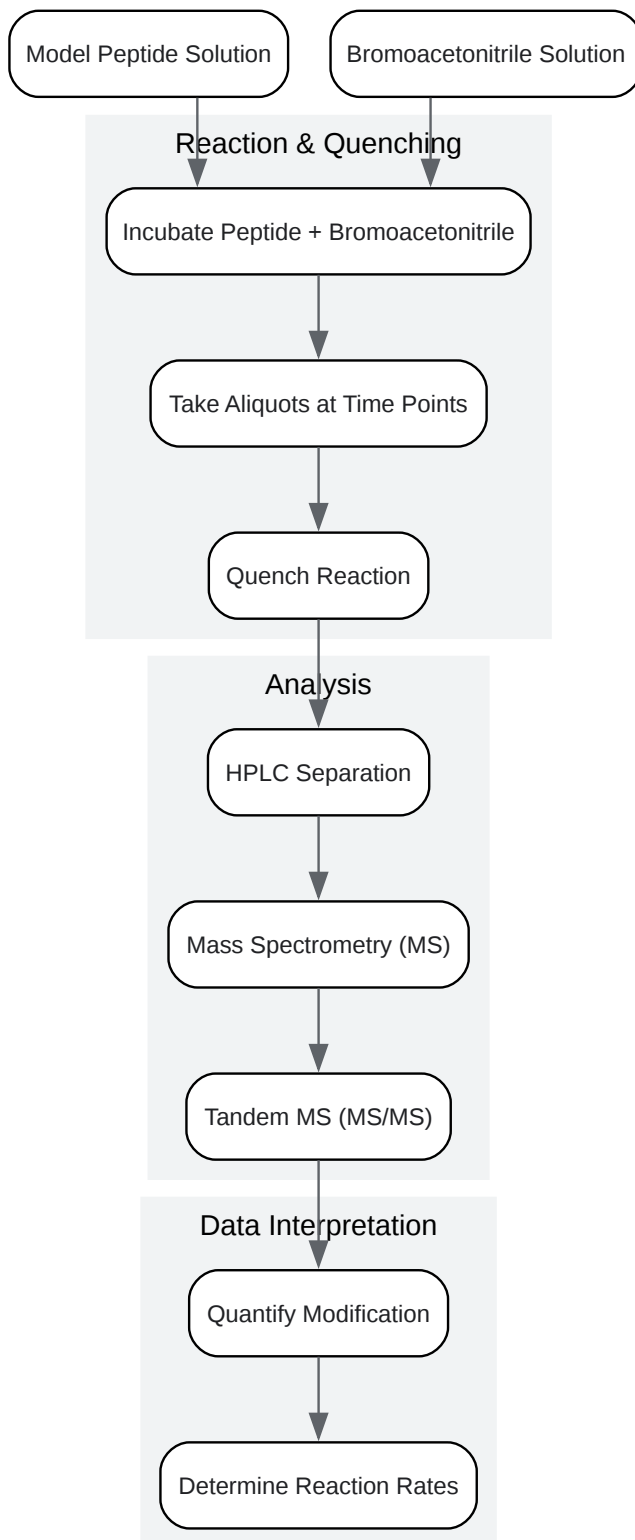 Model Peptide Solution
Bromoacetonitrile Solution
Reaction & Quenching
Incubate Peptide + Bromoacetonitrile
Take Aliquots at Time Points
Quench Reaction
Analysis
HPLC Separation
Mass Spectrometry (MS)
Tandem MS (MS/MS)
Data Interpretation
Quantify Modification
Determine Reaction Rates